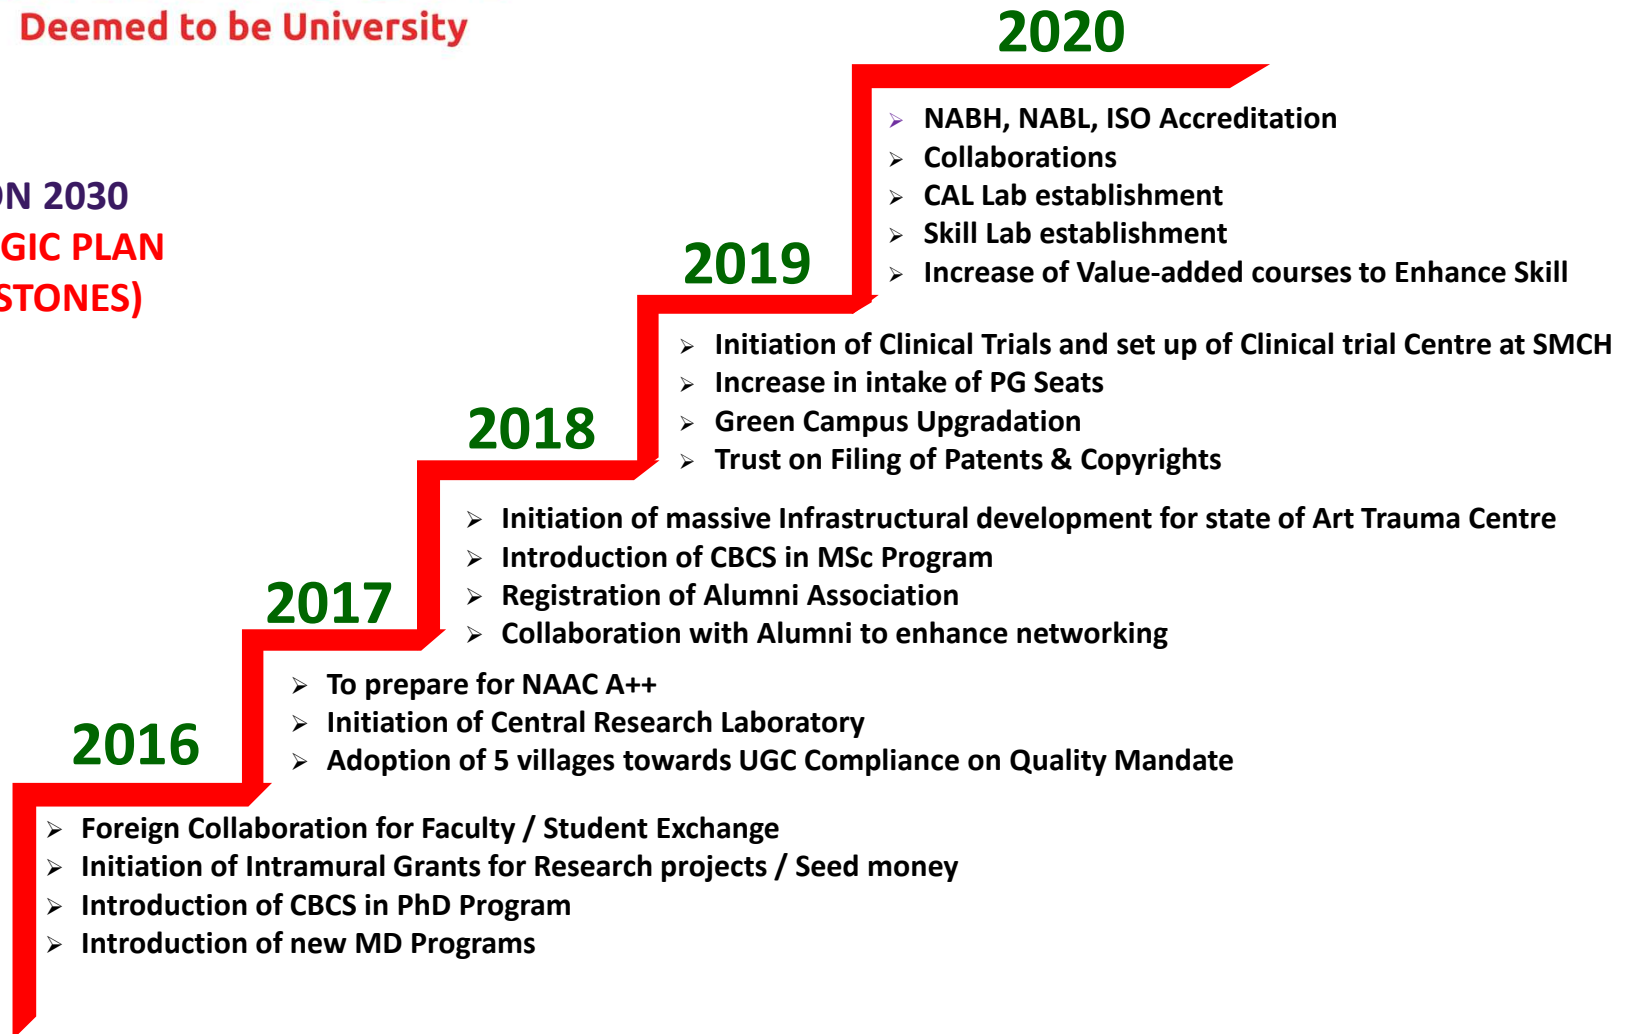 Deemed to be University
ON 2030
GIC PLAN
STONES)
2020
➢ NABH, NABL, ISO Accreditation
➢ Collaborations
➢ CAL Lab establishment
➢ Skill Lab establishment
➢ Increase of Value-added courses to Enhance Skill
2019
➢ Initiation of Clinical Trials and set up of Clinical trial Centre at SMCH
➢ Increase in intake of PG Seats
➢ Green Campus Upgradation
➢ Trust on Filing of Patents & Copyrights
2018
➢ Initiation of massive Infrastructural development for state of Art Trauma Centre
➢ Introduction of CBCS in MSc Program
➢ Registration of Alumni Association
➢ Collaboration with Alumni to enhance networking
2017
➢ To prepare for NAAC A++
➢ Initiation of Central Research Laboratory
➢ Adoption of 5 villages towards UGC Compliance on Quality Mandate
2016
➢ Foreign Collaboration for Faculty / Student Exchange
➢ Initiation of Intramural Grants for Research projects / Seed money
➢ Introduction of CBCS in PhD Program
➢ Introduction of new MD Programs